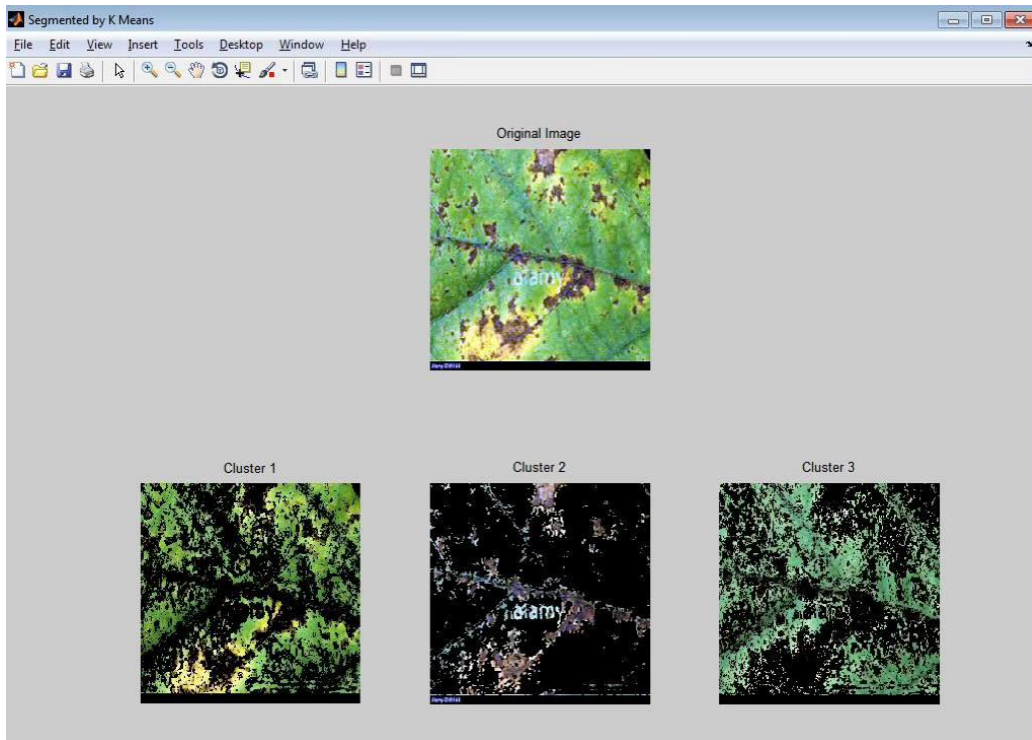 Segmented by K Means
File Edit View Insert Tools Desktop Window Help
Original Image
alamy
Cluster 1
Cluster 2
alamy
Cluster 3